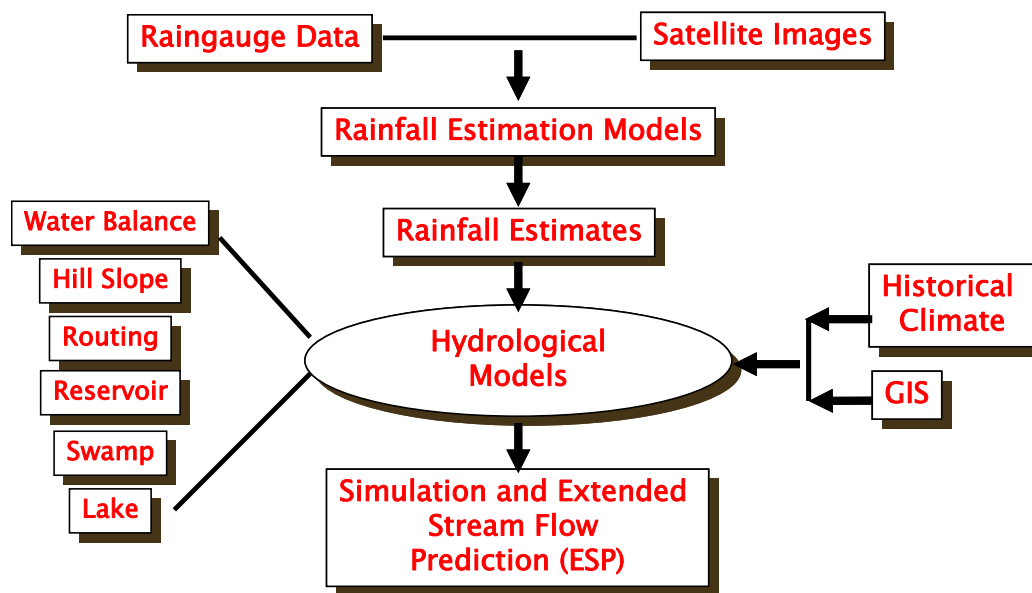 Raingauge Data
Satellite Images
Rainfall Estimation Models
Rainfall Estimates
Water Balance
Hill Slope
Routing
Reservoir
Swamp
Lake
Hydrological
Models
Historical
Climate
GIS
Simulation and Extended
Stream Flow
Prediction (ESP)